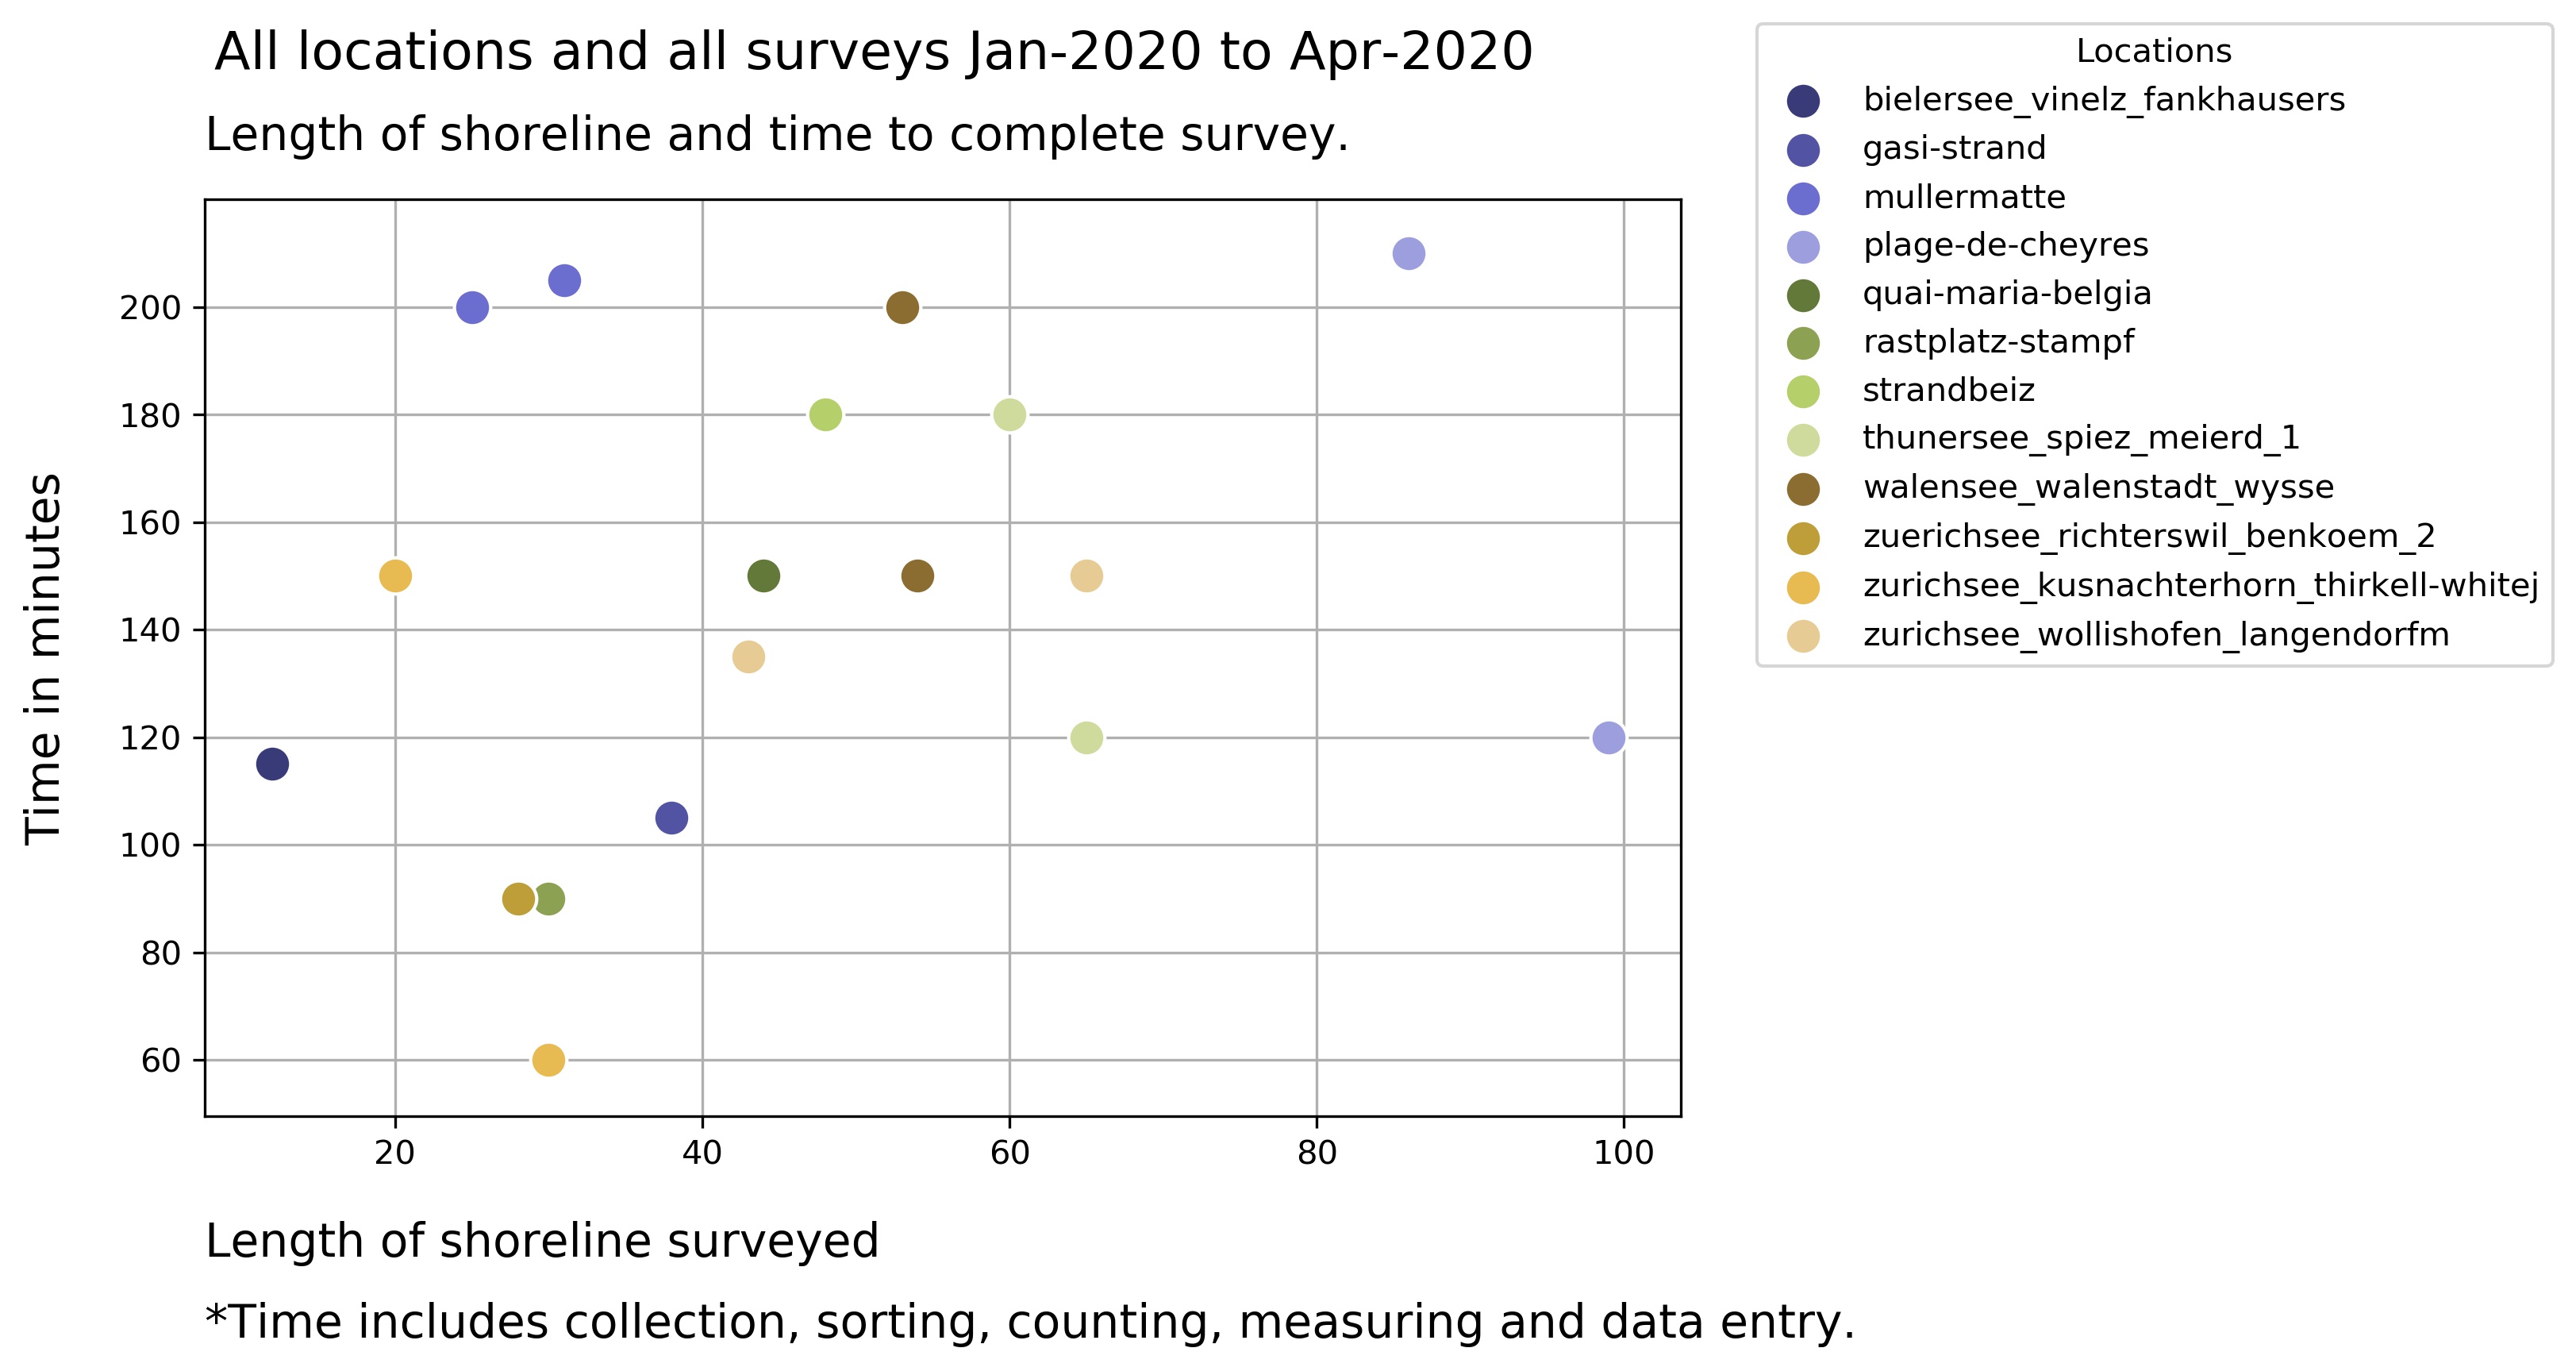 All locations and all surveys Jan-2020 to Apr-2020
Length of shoreline and time to complete survey.
Time in minutes
200
180
160
140
120
100
80
60
20 40 60 80 100
Length of shoreline surveyed
*Time includes collection, sorting, counting, measuring and data entry.
Locations
bielersee_vinelz_fankhausers
gasi-strand
mullermatte
plage-de-cheyres
quai-maria-belgia
rastplatz-stampf
strandbeiz
thunersee_spiez_meierd_1
walensee_walenstadt_wysse
zuerichsee_richterswil_benkoem_2
zurichsee_kusnachterhorn_thirkell-whitej
zurichsee_wollishofen_langendorfm